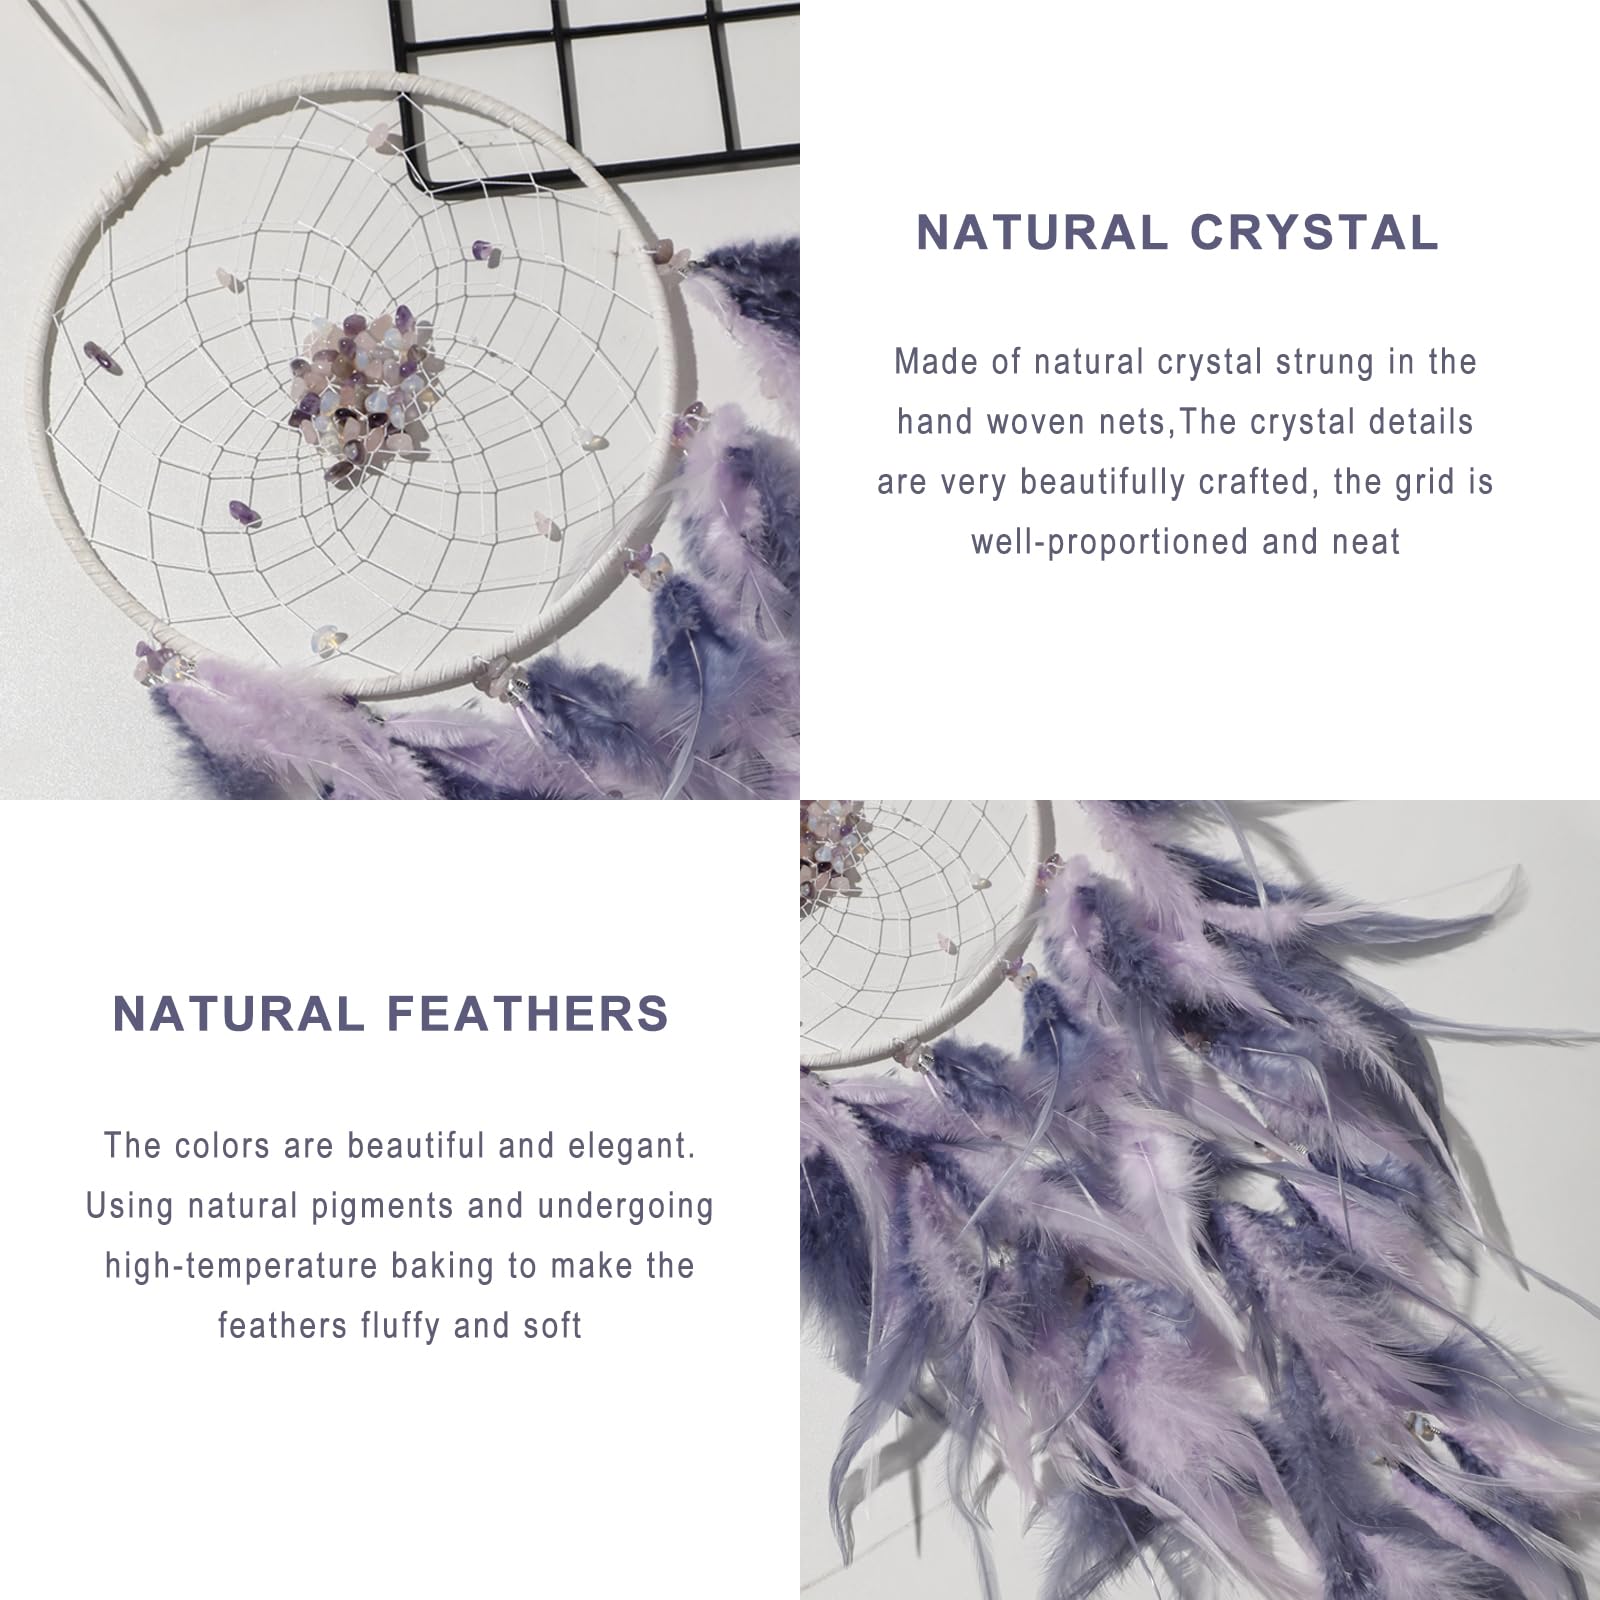 NATURAL CRYSTAL
Made of natural crystal strung in the
hand woven nets,The crystal details
are very beautifully crafted, the grid is
well-proportioned and neat
NATURAL FEATHERS
The colors are beautiful and elegant.
Using natural pigments and undergoing
high-temperature baking to make the
feathers fluffy and soft